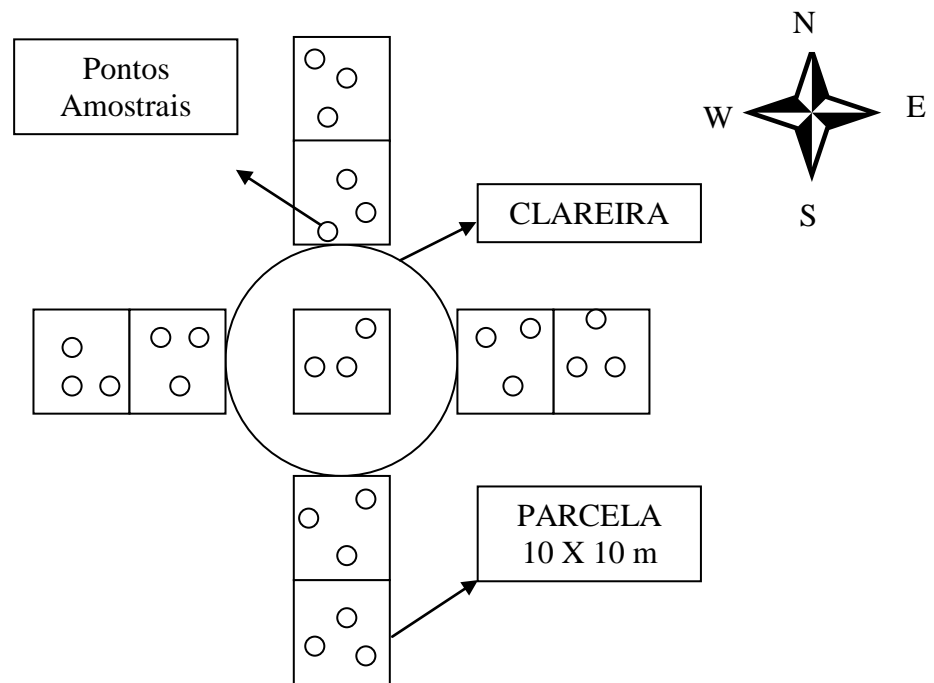 Pontos
Amostrais
N
W
E
S
CLAREIRA
PARCELA
10 X 10 m